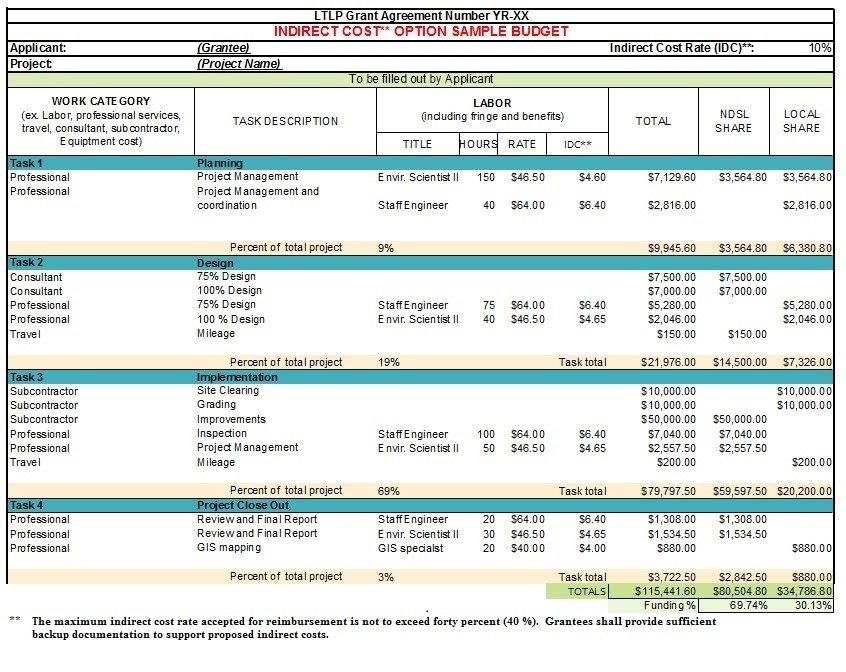 LTLP Grant Agreement Number YR-XX
INDIRECT COST** OPTION SAMPLE BUDGET
Applicant: (Grantee) Indirect Cost Rate (IDC)**: 10%
Project: (Project Name)
To be filled out by Applicant
WORK CATEGORY
(ex. Labor, professional services,
travel, consultant, subcontractor,
Equiptment cost)
TASK DESCRIPTION
LABOR
(including fringe and benefits)
TITLE HOURS RATE IDC**
TOTAL
NDSL
SHARE
LOCAL
SHARE
Task 1 Planning
Professional Project Management Envir. Scientist II 150 $46.50 $4.60 $7,129.60 $3,564.80 $3,564.80
Professional Project Management and
coordination Staff Engineer 40 $64.00 $6.40 $2,816.00 $2,816.00
Percent of total project 9% $9,945.60 $3,564.80 $6,380.80
Task 2 Design
Consultant 75% Design $7,500.00 $7,500.00
Consultant 100% Design $7,000.00 $7,000.00
Professional 75% Design Staff Engineer 75 $64.00 $6.40 $5,280.00 $5,280.00
Professional 100 % Design Envir. Scientist II 40 $46.50 $4.65 $2,046.00 $2,046.00
Travel Mileage $150.00 $150.00
Percent of total project 19% Task total $21,976.00 $14,500.00 $7,326.00
Task 3 Implementation
Subcontractor Site Clearing $10,000.00 $10,000.00
Subcontractor Grading $10,000.00 $10,000.00
Subcontractor Improvements $50,000.00 $50,000.00
Professional Inspection Staff Engineer 100 $64.00 $6.40 $7,040.00 $7,040.00
Professional Project Management Envir. Scientist II 50 $46.50 $4.65 $2,557.50 $2,557.50
Travel Mileage $200.00 $200.00
Percent of total project 69% Task total $79,797.50 $59,597.50 $20,200.00
Task 4 Project Close Out
Professional Review and Final Report Staff Engineer 20 $64.00 $6.40 $1,308.00 $1,308.00
Professional Review and Final Report Envir. Scientist II 30 $46.50 $4.65 $1,534.50 $1,534.50
Professional GIS mapping GIS specialst 20 $40.00 $4.00 $880.00 $880.00
Percent of total project 3% Task total $3,722.50 $2,842.50 $880.00
TOTALS $115,441.60 $80,504.80 $34,786.80
Funding % 69.74% 30.13%
** The maximum indirect cost rate accepted for reimbursement is not to exceed forty percent (40 %). Grantees shall provide sufficient
backup documentation to support proposed indirect costs.